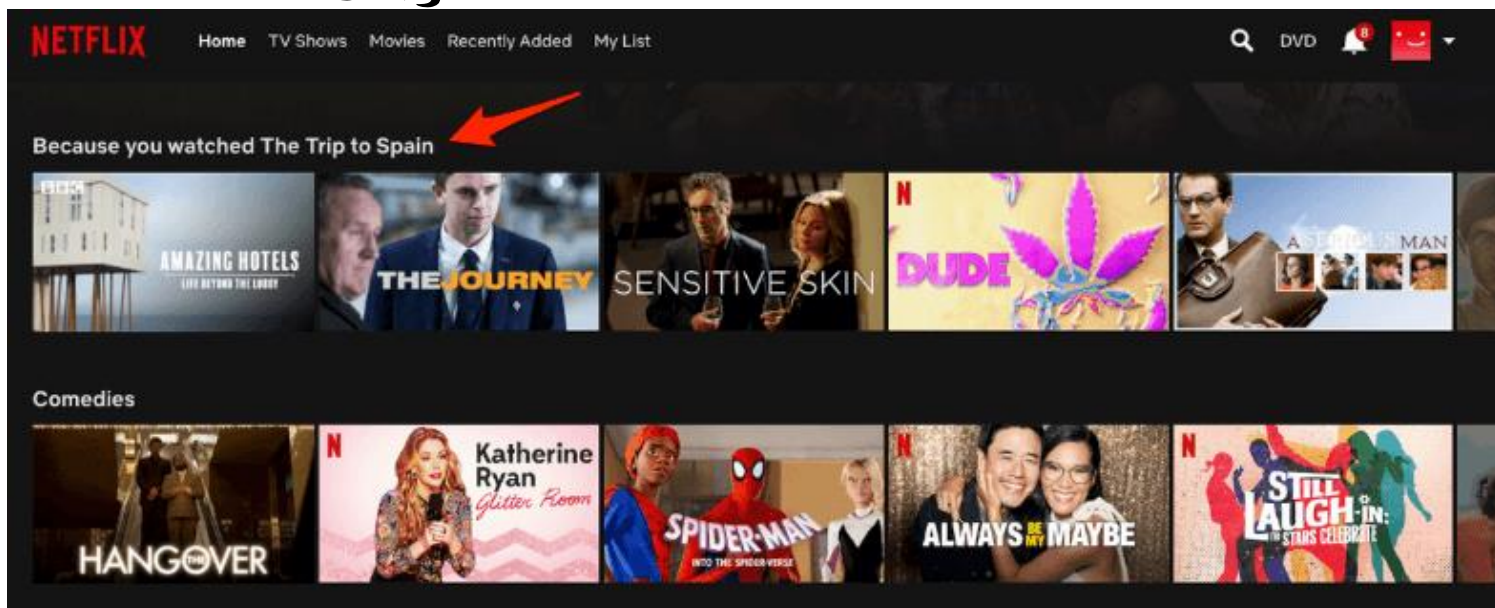 NETFLIX Home TV Shows Movies Recently Added My List DVD 8
Because you watched The Trip to Spain
BBC
AMAZING HOTELS
LIFE BEYOND THE LOBBY
THE JOURNEY
SENSITIVE SKIN
N
DUDE
A SERIOUS MAN
Comedies
THE HANGOVER
N
Katherine
Ryan
Glitter Room
SPIDER-MAN
INTO THE SPIDER-VERSE
N
ALWAYS BE MY MAYBE
N
STILL
LAUGH-IN:
THE STARS CELEBRATE